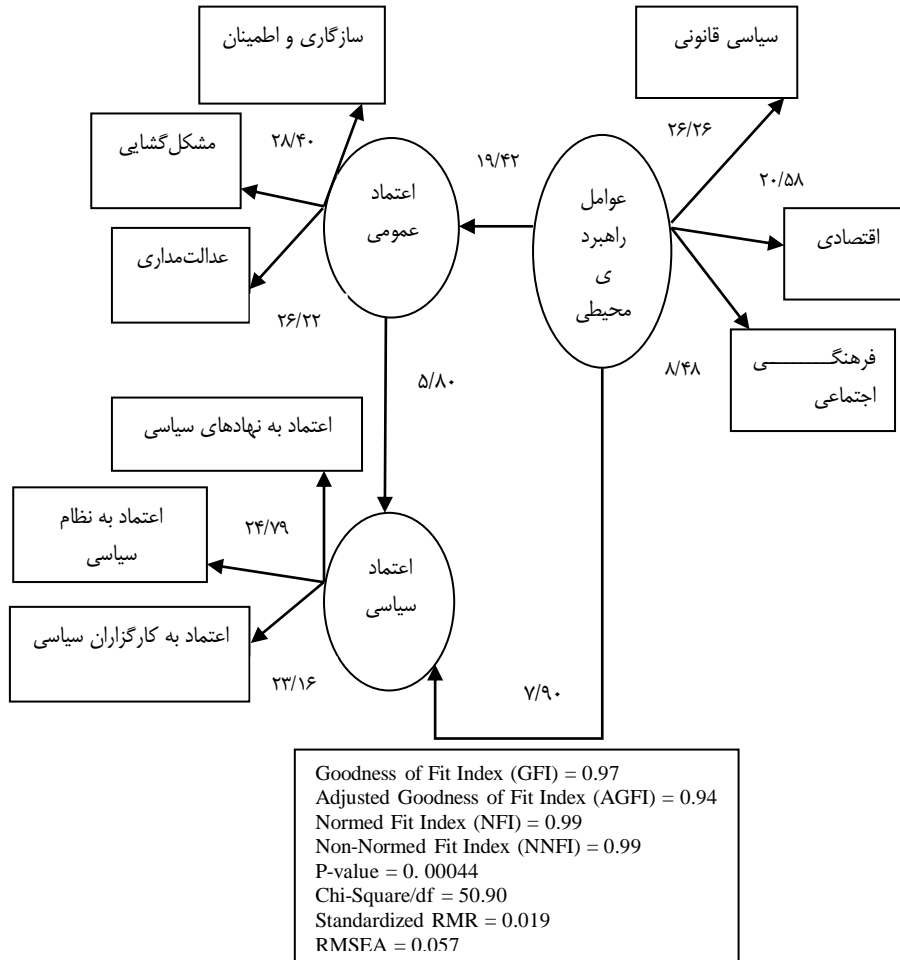 سازگاری و اطمینان
سیاسی قانونی
۲۸/۴۰
۲۶/۲۶
مشکل‌گشایی
۱۹/۴۲
۲۰/۵۸
اعتماد
عمومی
عوامل
راهبرد
ی
محیطی
اقتصادی
عدالت‌مداری
۲۶/۲۲
۸/۴۸
فرهنگـــــــــــی
اجتماعی
۵/۸۰
اعتماد به نهادهای سیاسی
اعتماد به نظام
سیاسی
۲۴/۷۹
اعتماد
سیاسی
اعتماد به کارگزاران سیاسی
۲۳/۱۶
۷/۹۰
Goodness of Fit Index (GFI) = 0.97
Adjusted Goodness of Fit Index (AGFI) = 0.94
Normed Fit Index (NFI) = 0.99
Non-Normed Fit Index (NNFI) = 0.99
P-value = 0. 00044
Chi-Square/df = 50.90
Standardized RMR = 0.019
RMSEA = 0.057